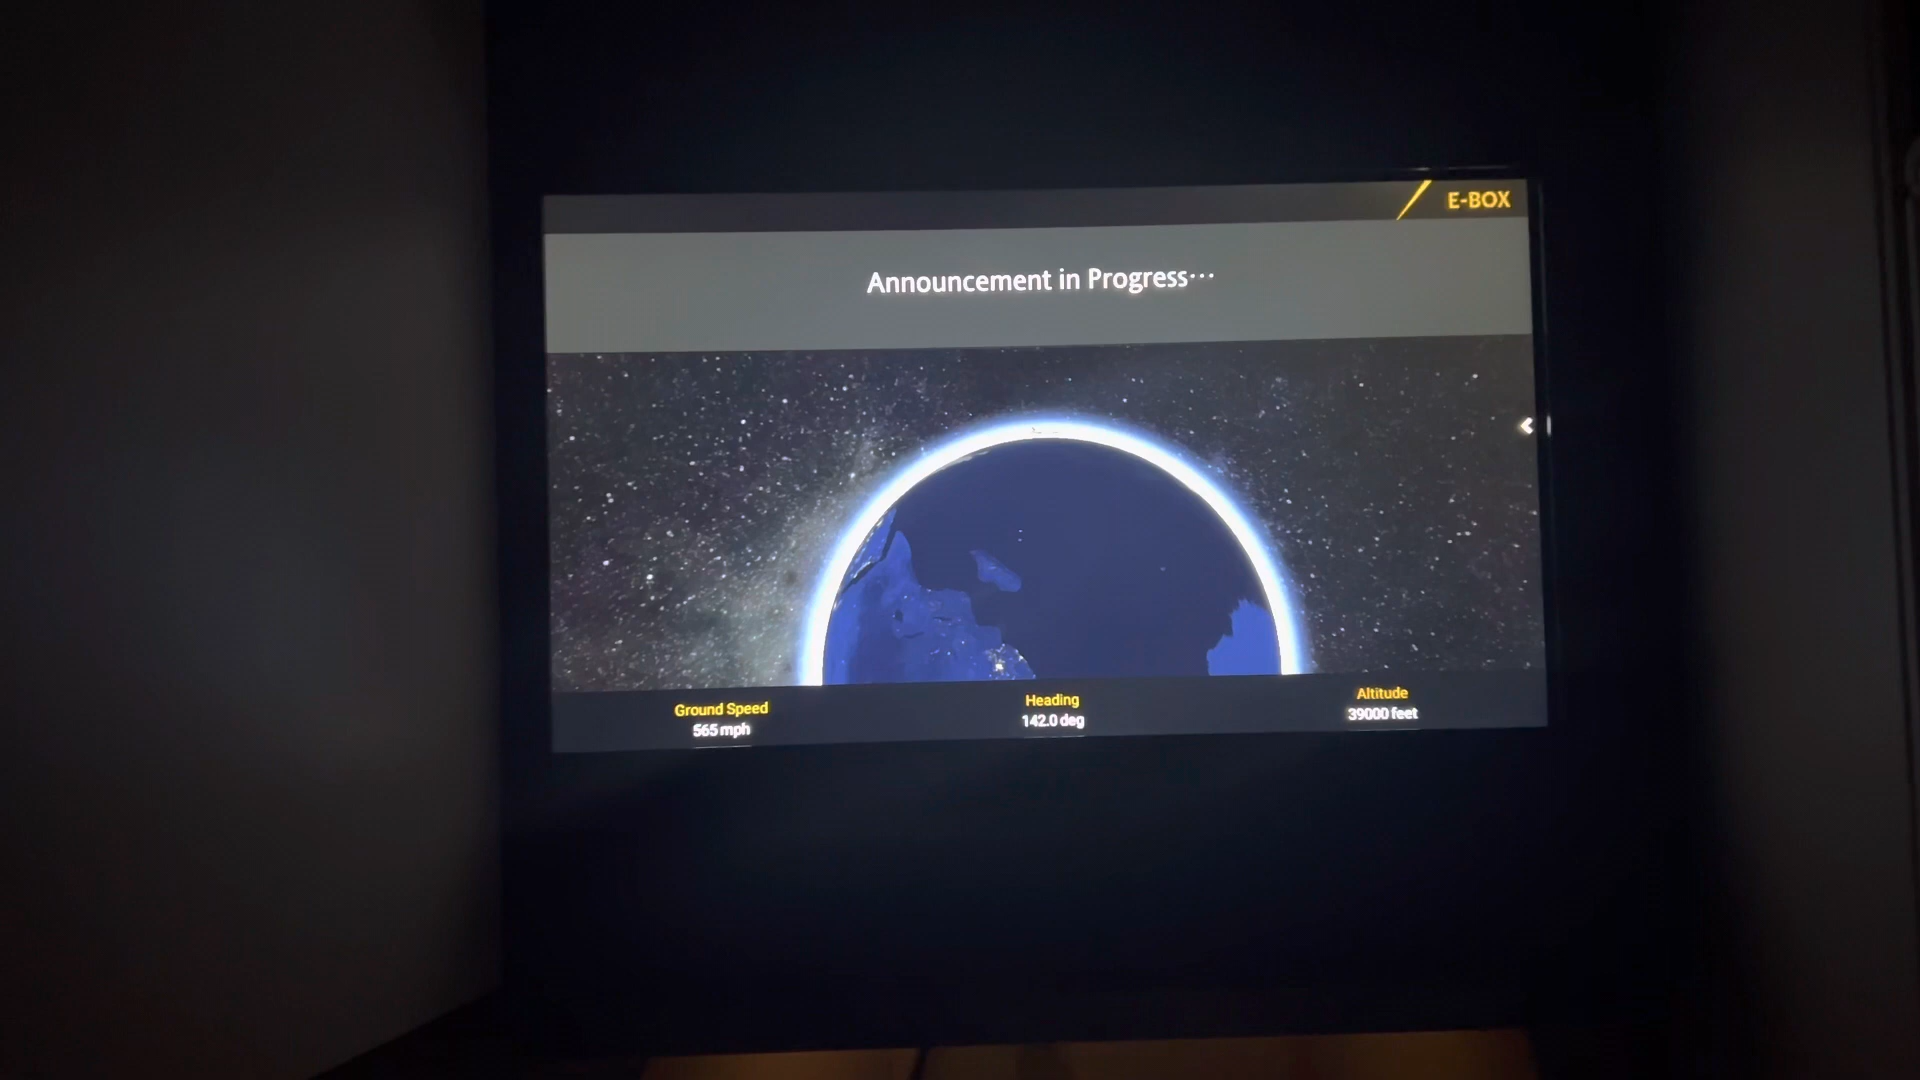 E-BOX
Announcement in Progress···
Ground Speed
565 mph
Heading
142.0 deg
Altitude
39000 feet